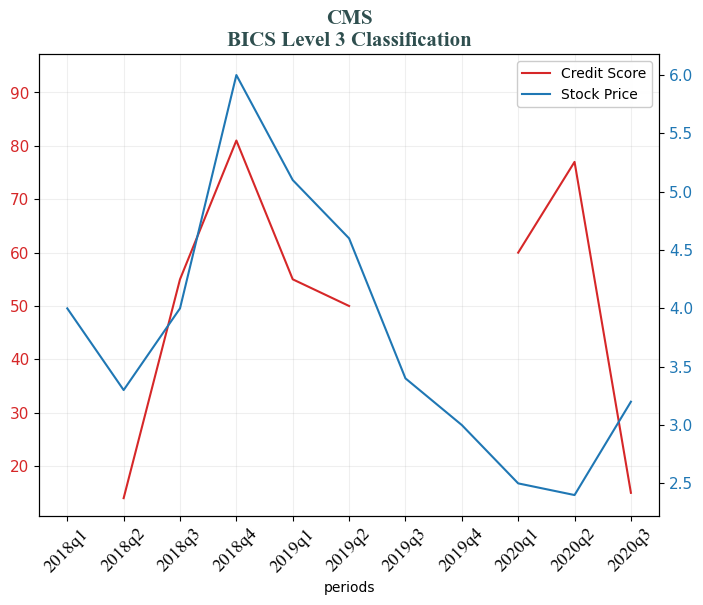 CMS
BICS Level 3 Classification
Credit Score
Stock Price
90
80
70
60
50
40
30
20
6.0
5.5
5.0
4.5
4.0
3.5
3.0
2.5
2018q1
2018q2
2018q3
2018q4
2019q1
2019q2
2019q3
2019q4
2020q1
2020q2
2020q3
periods